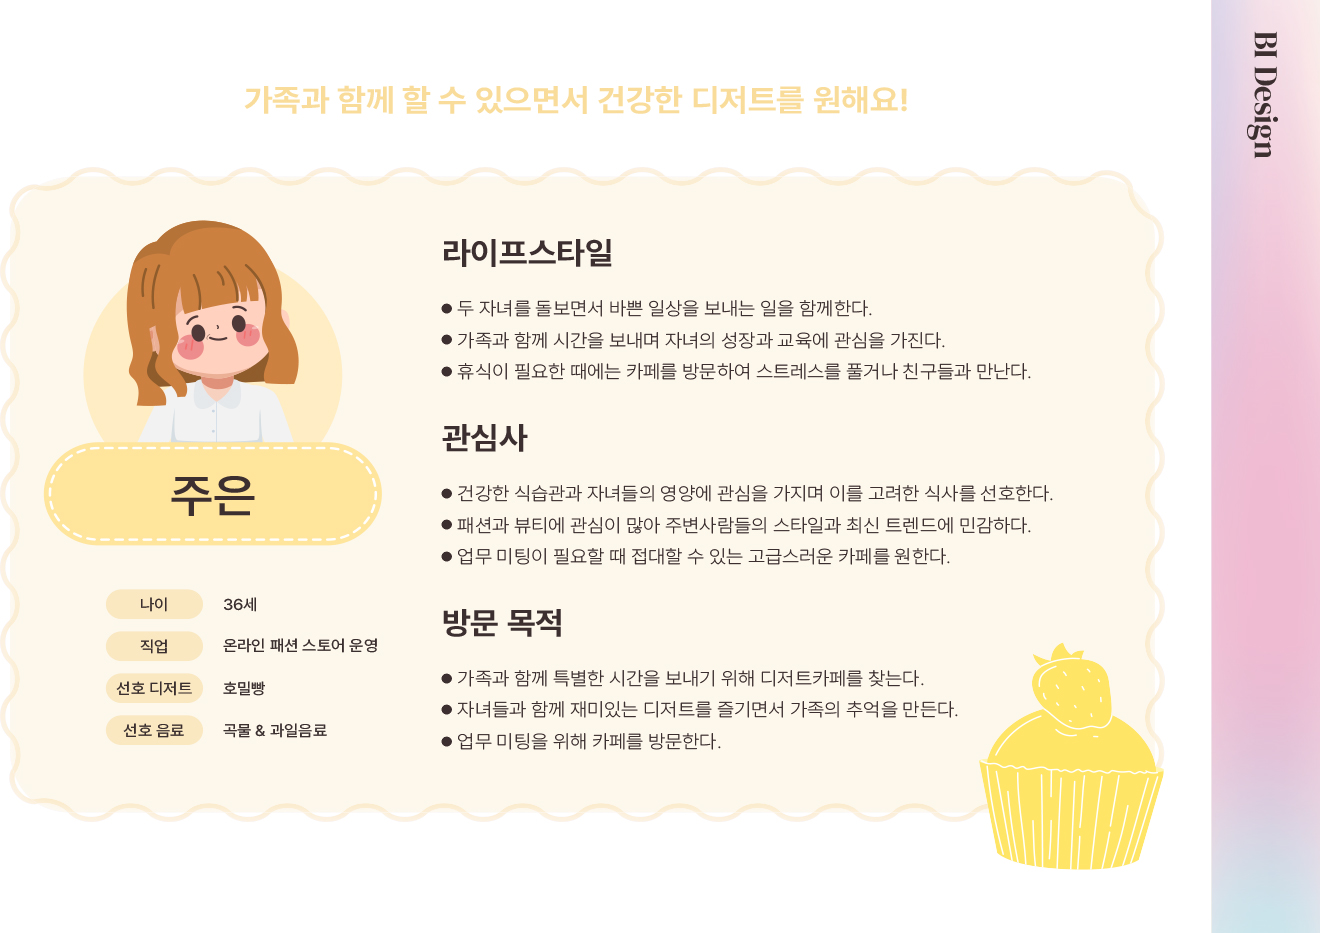 가족과 함께 할 수 있으면서 건강한 디저트를 원해요!
BI Design
주은
나이 36세
직업 온라인 패션 스토어 운영
선호 디저트 호밀빵
선호 음료 곡물 & 과일음료
라이프스타일
● 두 자녀를 돌보면서 바쁜 일상을 보내는 일을 함께한다.
● 가족과 함께 시간을 보내며 자녀의 성장과 교육에 관심을 가진다.
● 휴식이 필요한 때에는 카페를 방문하여 스트레스를 풀거나 친구들과 만난다.
관심사
● 건강한 식습관과 자녀들의 영양에 관심을 가지며 이를 고려한 식사를 선호한다.
● 패션과 뷰티에 관심이 많아 주변사람들의 스타일과 최신 트렌드에 민감하다.
● 업무 미팅이 필요할 때 접대할 수 있는 고급스러운 카페를 원한다.
방문 목적
● 가족과 함께 특별한 시간을 보내기 위해 디저트카페를 찾는다.
● 자녀들과 함께 재미있는 디저트를 즐기면서 가족의 추억을 만든다.
● 업무 미팅을 위해 카페를 방문한다.